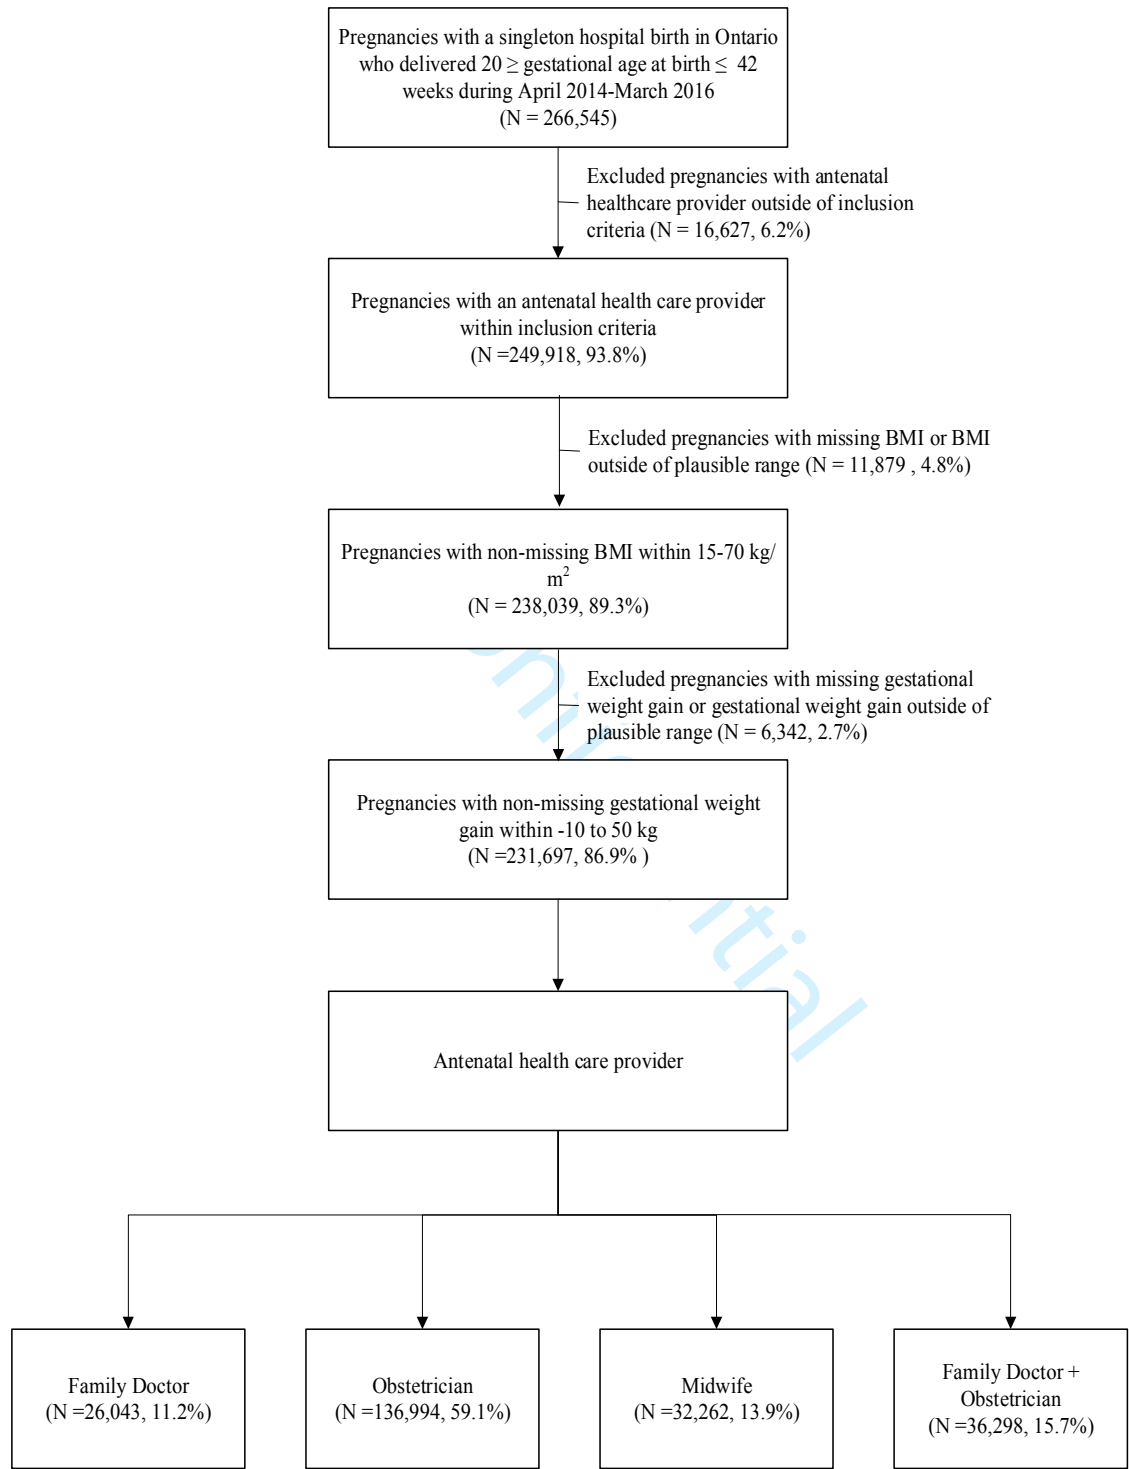 Pregnancies with a singleton hospital birth in Ontario
who delivered 20 ≥ gestational age at birth ≤ 42
weeks during April 2014-March 2016
(N = 266,545)
Excluded pregnancies with antenatal
healthcare provider outside of inclusion
criteria (N = 16,627, 6.2%)
Pregnancies with an antenatal health care provider
within inclusion criteria
(N =249,918, 93.8%)
Excluded pregnancies with missing BMI or BMI
outside of plausible range (N = 11,879 , 4.8%)
Pregnancies with non-missing BMI within 15-70 kg/
m²
(N = 238,039, 89.3%)
Excluded pregnancies with missing gestational
weight gain or gestational weight gain outside of
plausible range (N = 6,342, 2.7%)
Pregnancies with non-missing gestational weight
gain within -10 to 50 kg
(N =231,697, 86.9% )
Antenatal health care provider
Family Doctor
(N =26,043, 11.2%)
Obstetrician
(N =136,994, 59.1%)
Midwife
(N =32,262, 13.9%)
Family Doctor +
Obstetrician
(N =36,298, 15.7%)